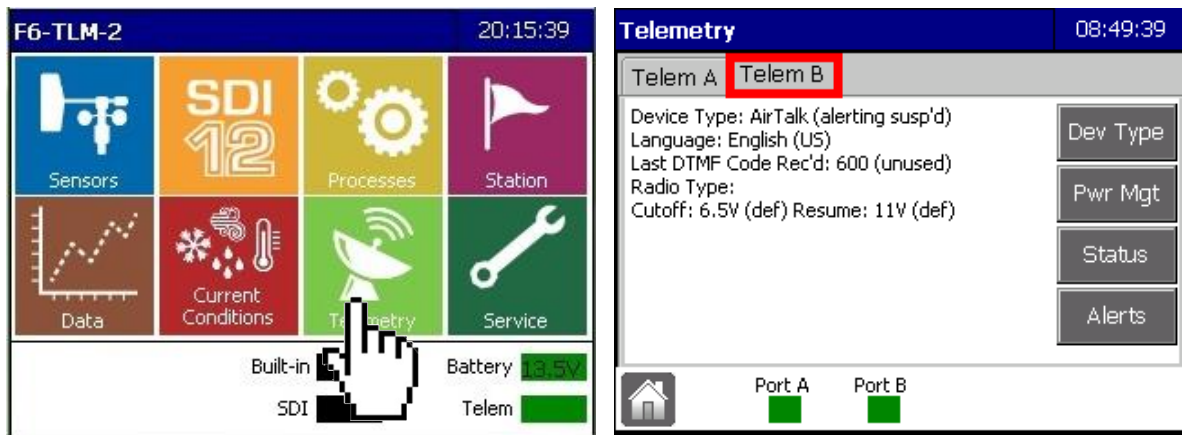 F6-TLM-2 20:15:39
SDI
12
Sensors Processes Station
Current
Data Conditions Telemetry Service
Built-in Battery 13.5V
SDI Telem
Telemetry 08:49:39
Telem A Telem B
Device Type: AirTalk (alerting susp'd)
Language: English (US)
Last DTMF Code Rec'd: 600 (unused)
Radio Type:
Cutoff: 6.5V (def) Resume: 11V (def)
Dev Type
Pwr Mgt
Status
Alerts
Port A Port B